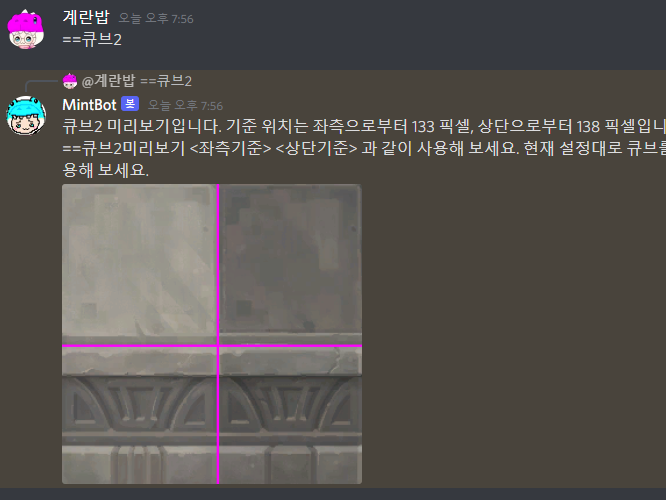 계란밥 오늘 오후 7:56
==큐브2
@계란밥 ==큐브2
MintBot 봇 오늘 오후 7:56
큐브2 미리보기입니다. 기준 위치는 좌측으로부터 133 픽셀, 상단으로부터 138 픽셀입니
==큐브2미리보기 <좌측기준> <상단기준> 과 같이 사용해 보세요. 현재 설정대로 큐브를
용해 보세요.